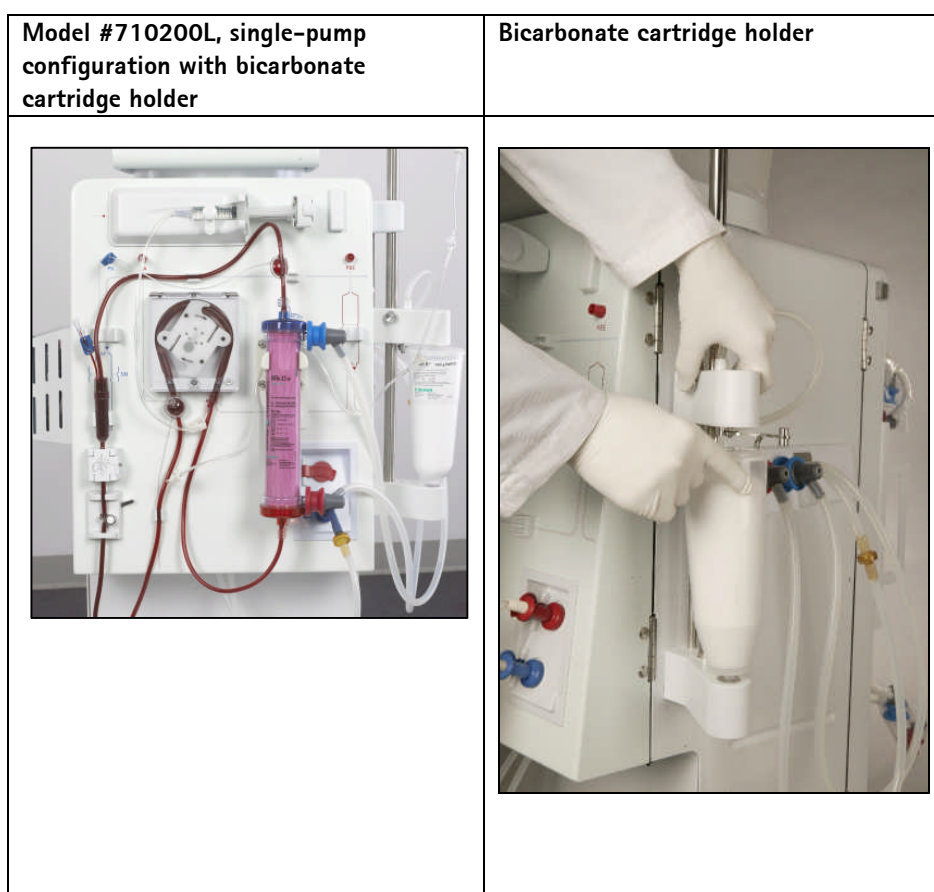 Model #710200L, single-pump
configuration with bicarbonate
cartridge holder
Bicarbonate cartridge holder